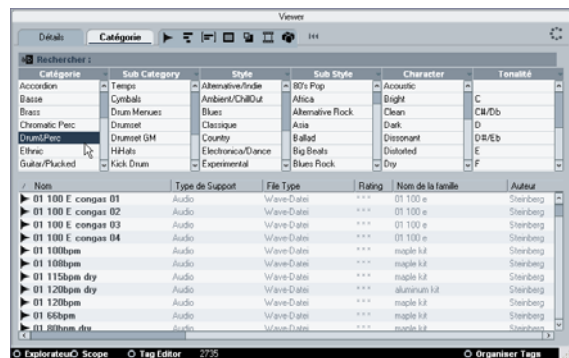 Viewer
Détails Catégorie
Rechercher :
Catégorie Sub Category Style Sub Style Character Tonalité
Accordion Temps Alternative/Indie 80's Pop Acoustic
Basse Cymbals Ambient/ChillOut Africa Bright C
Brass Drum Menues Blues Alternative Rock Clean C#/Db
Chromatic Perc Drumset Classique Asia Dark D
Drum&Perc Drumset GM Country Ballad Dissonant D#/Eb
Ethnic HiHats Electronica/Dance Big Beats Distorted E
Guitar/Plucked Kick Drum Experimental Blues Rock Dry F
/ Nom Type de Support File Type Rating Nom de la famille Auteur
01 100 E congas 01 Audio Wave-Datei *** 01 100 e Steinberg
01 100 E congas 02 Audio Wave-Datei *** 01 100 e Steinberg
01 100 E congas 03 Audio Wave-Datei *** 01 100 e Steinberg
01 100 E congas 04 Audio Wave-Datei *** 01 100 e Steinberg
01 100bpm Audio Wave-Datei *** maple kit Steinberg
01 108bpm Audio Wave-Datei *** maple kit Steinberg
01 115bpm dry Audio Wave-Datei *** maple kit Steinberg
01 120bpm dry Audio Wave-Datei *** aluminum kit Steinberg
01 120bpm Audio Wave-Datei *** maple kit Steinberg
01 66bpm Audio Wave-Datei *** maple kit Steinberg
01 80bpm dry Audio Wave-Datei *** maple kit Steinberg
Explorateur Scope Tag Editor 2735 Organiser Tags